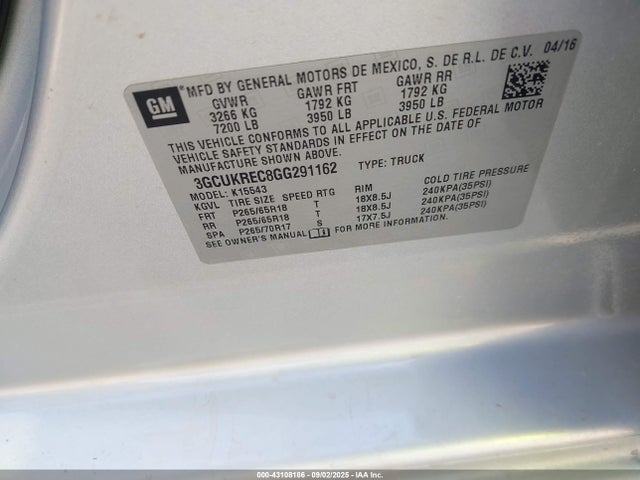 GM
MFD BY GENERAL MOTORS DE MEXICO, S. DE R.L. DE C.V. 04/16
GVWR GAWR FRT GAWR RR
3266 KG 1792 KG 1792 KG
7200 LB 3950 LB 3950 LB
THIS VEHICLE CONFORMS TO ALL APPLICABLE U.S. FEDERAL MOTOR
VEHICLE SAFETY STANDARDS IN EFFECT ON THE DATE OF
MANUFACTURE SHOWN ABOVE.
3GCUKREC8GG291162 TYPE: TRUCK
MODEL: K15543
KGVL TIRE SIZE SPEED RTG RIM COLD TIRE PRESSURE
FRT P265/65R18 T 18X8.5J 240KPA(35PSI)
RR P265/65R18 T 18X8.5J 240KPA(35PSI)
SPA P265/70R17 S 17X7.5J 240KPA(35PSI)
SEE OWNER'S MANUAL FOR MORE INFORMATION.
000-43108186 - 09/02/2025 - IAA Inc.